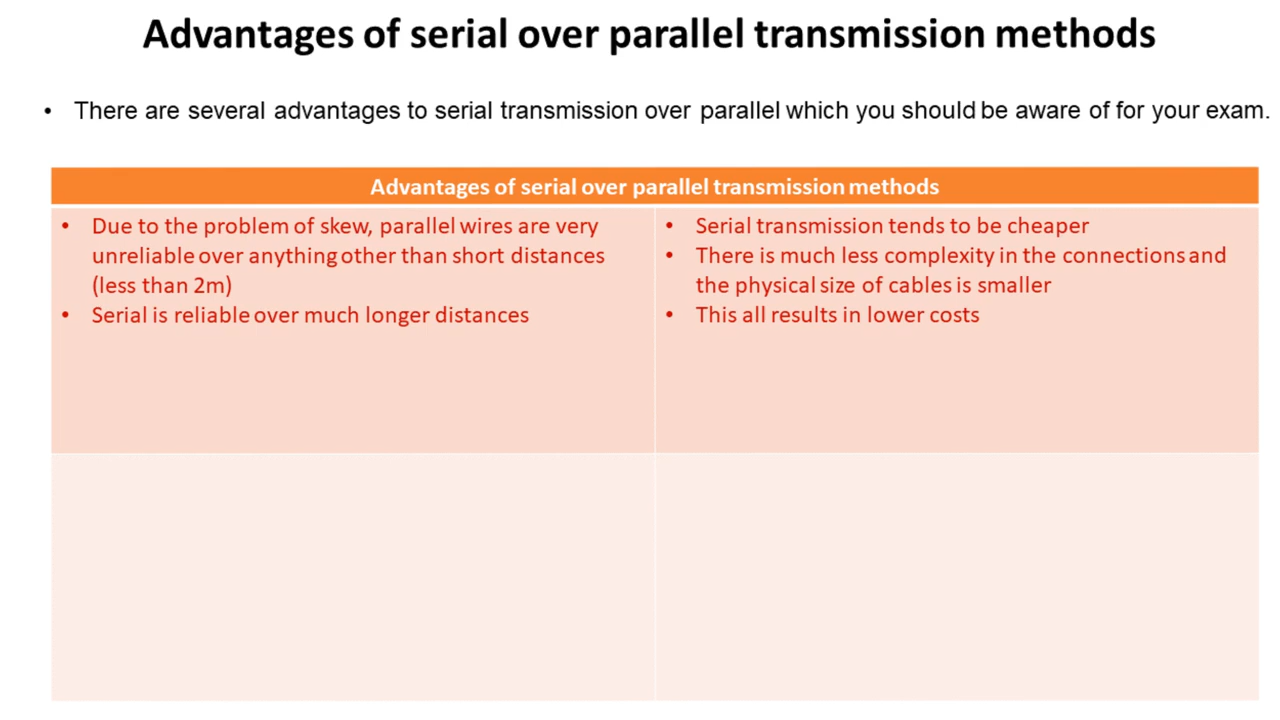 Advantages of serial over parallel transmission methods
• There are several advantages to serial transmission over parallel which you should be aware of for your exam.
Advantages of serial over parallel transmission methods
• Due to the problem of skew, parallel wires are very
unreliable over anything other than short distances
(less than 2m)
• Serial is reliable over much longer distances
• Serial transmission tends to be cheaper
• There is much less complexity in the connections and
the physical size of cables is smaller
• This all results in lower costs